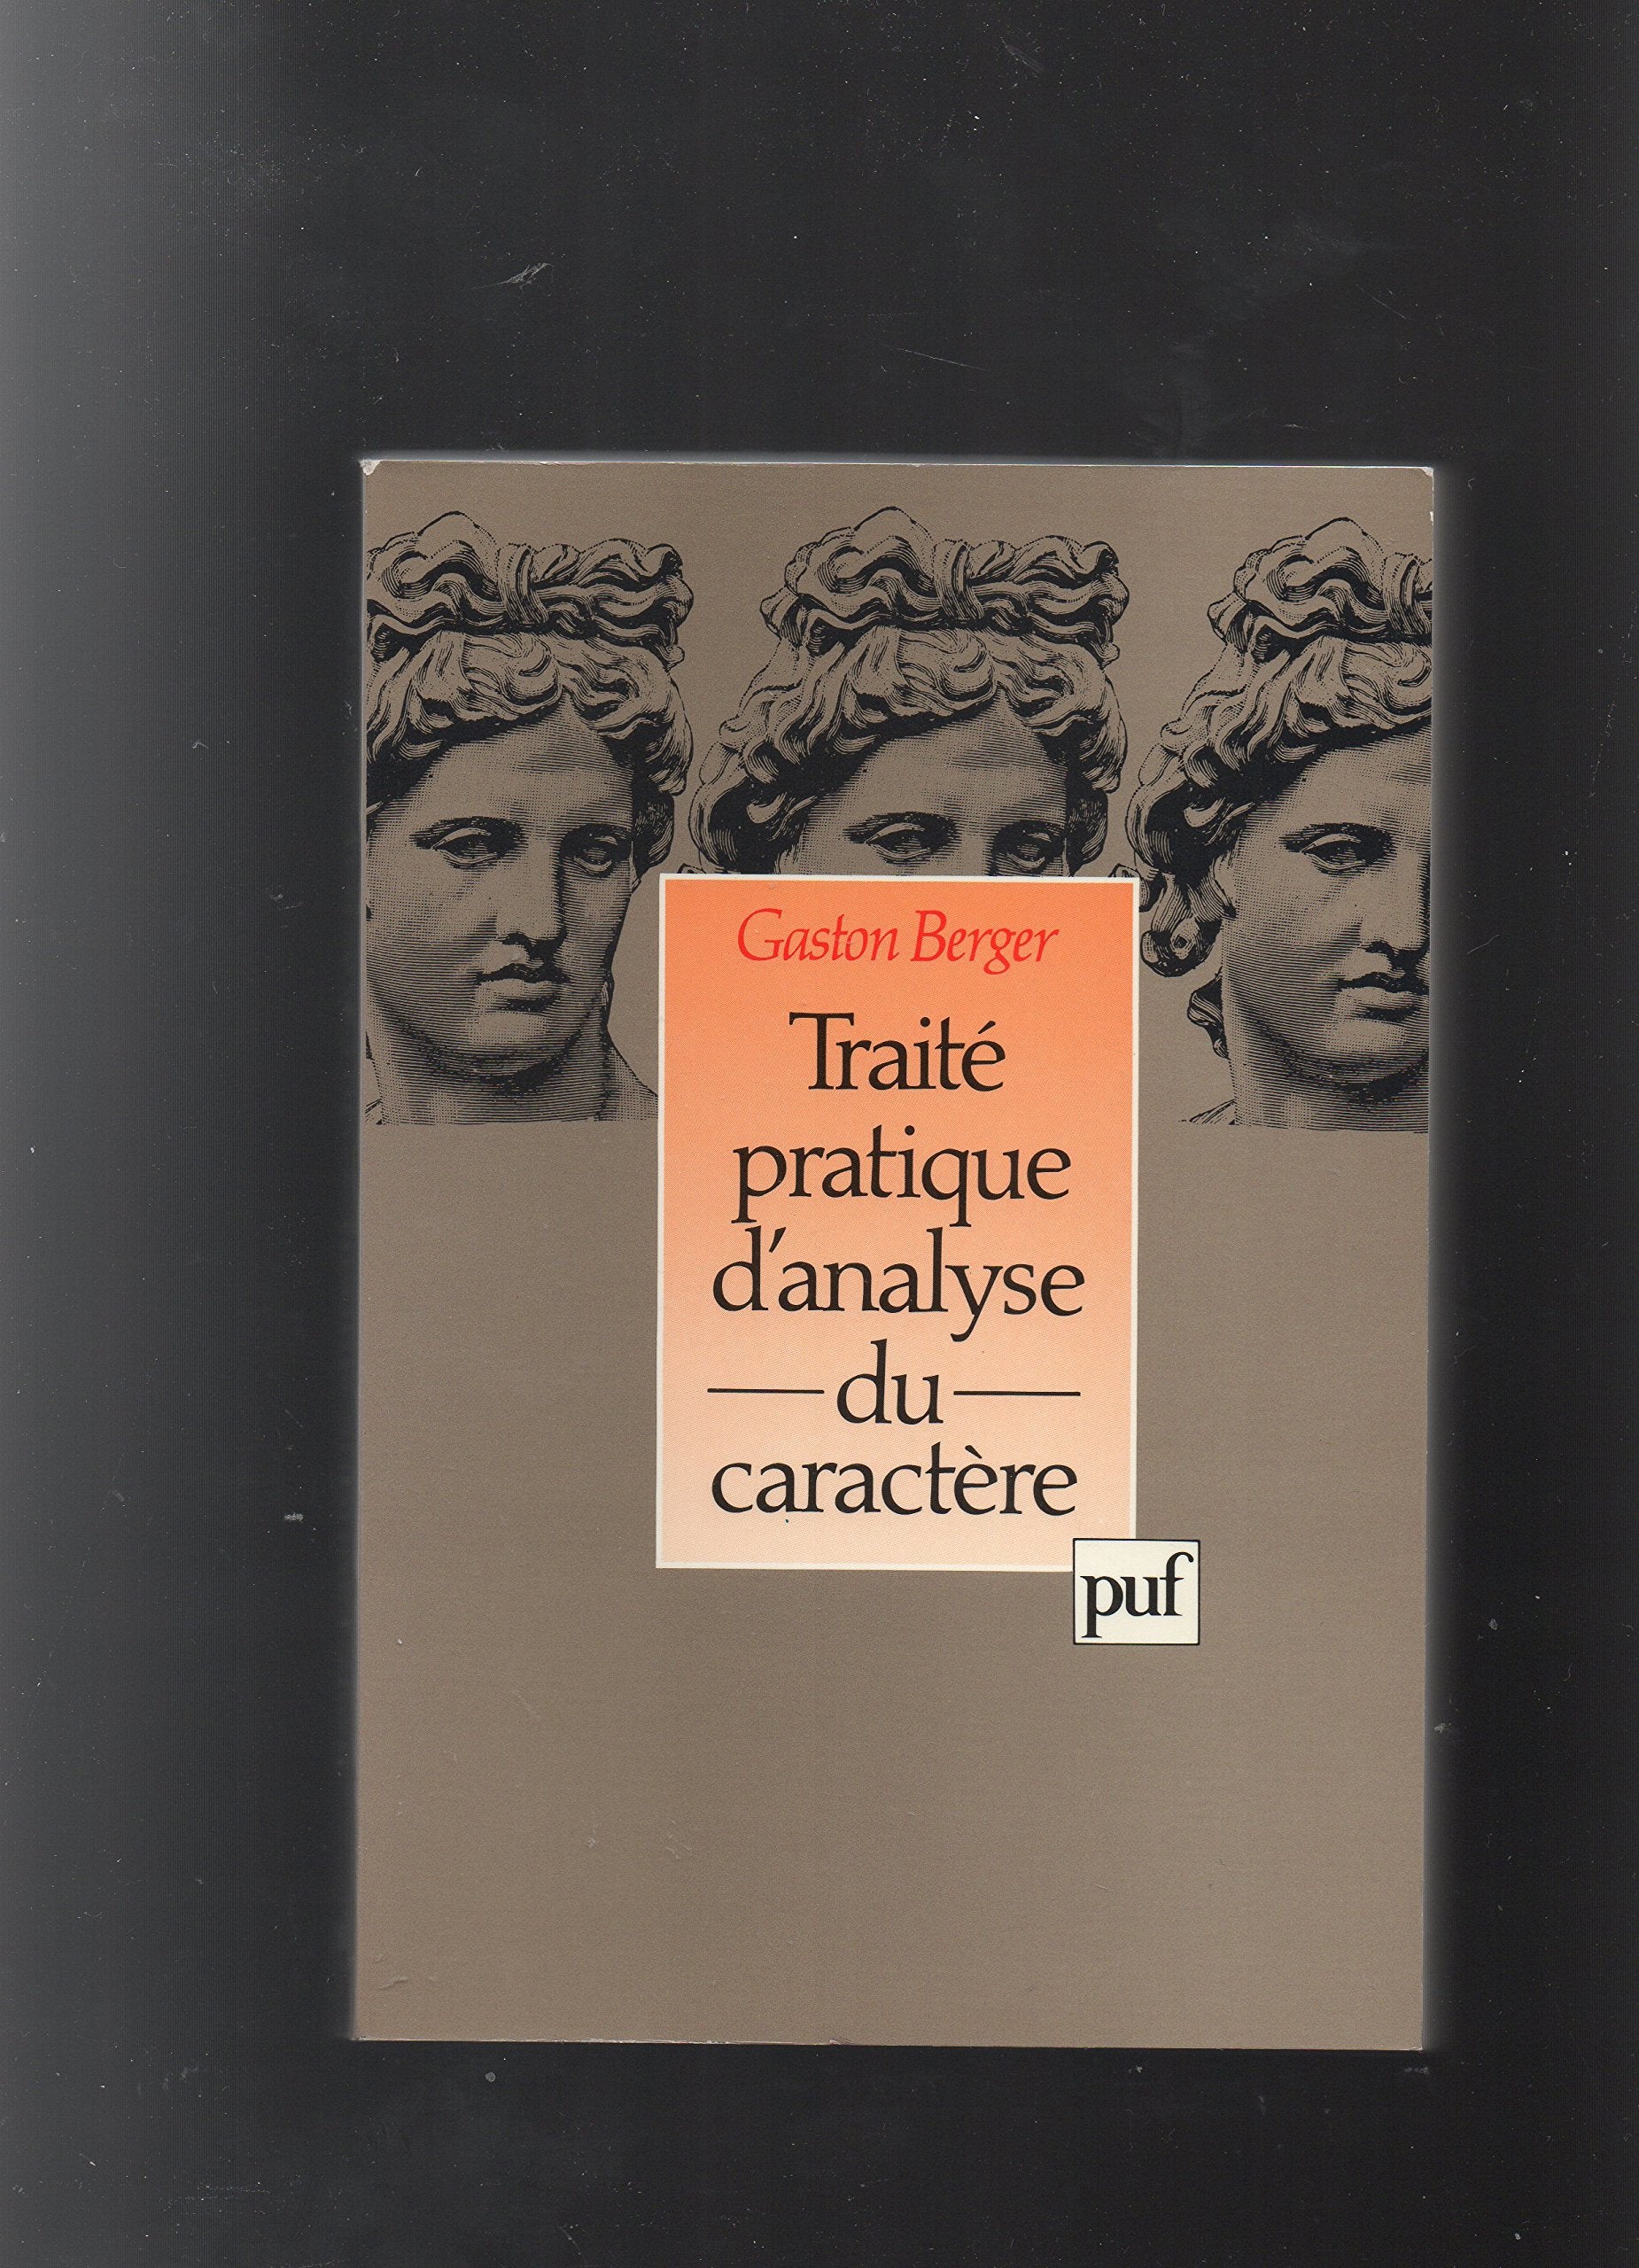 Gaston Berger
Traité
pratique
d'analyse
du
caractère
puf